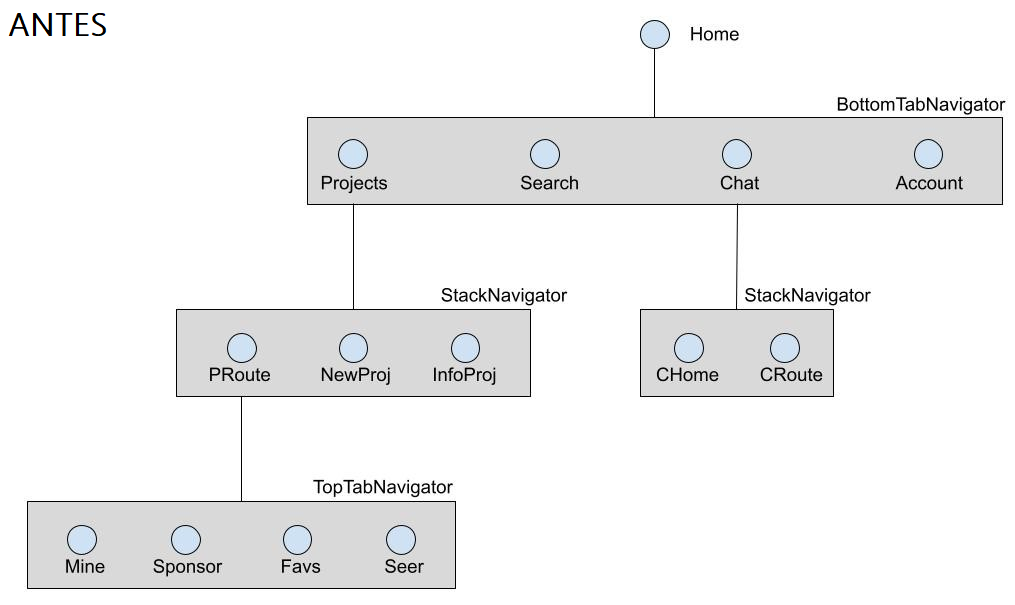 ANTES
Home
BottomTabNavigator
Projects
Search
Chat
Account
StackNavigator
StackNavigator
PRoute
NewProj
InfoProj
CHome
CRoute
TopTabNavigator
Mine
Sponsor
Favs
Seer